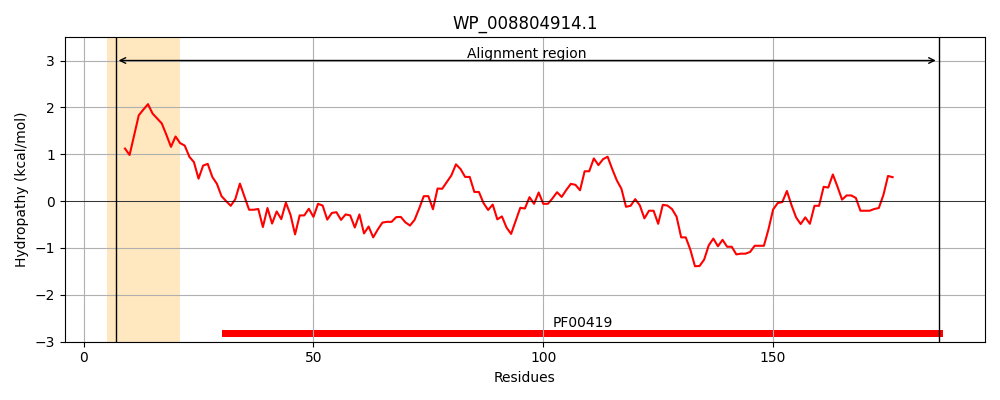 WP_008804914.1
Alignment region
3
2
1
0
−1
−2
−3
Hydropathy (kcal/mol)
PF00419
0
50
100
150
Residues